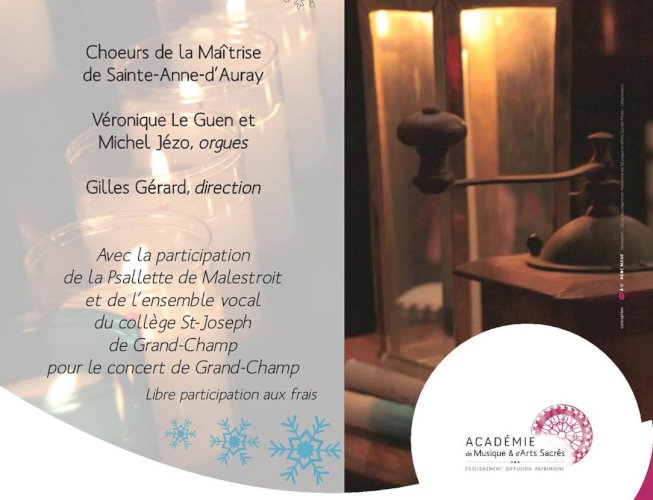 Choeurs de la Maîtrise
de Sainte-Anne-d'Auray
Véronique Le Guen et
Michel Jézo, orgues
Gilles Gérard, direction
Avec la participation
de la Psallette de Malestroit
et de l'ensemble vocal
du collège St-Joseph
de Grand-Champ
pour le concert de Grand-Champ
Libre participation aux frais
ACADÉMIE
de Musique & d'Arts Sacrés
ENSEIGNEMENT DIFFUSION PATRIMOINE